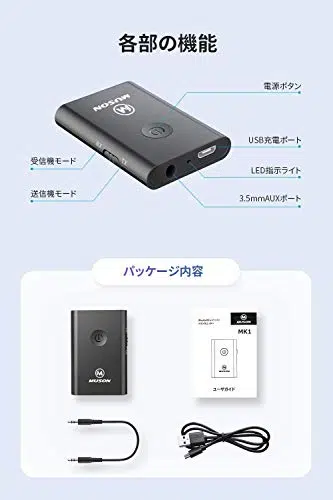 各部の機能
電源ボタン
USB充電ポート
LED指示ライト
3.5mmAUXポート
受信機モード
送信機モード
MUSON
RX
TX
パッケージ内容
MUSON
MK1
ユーザガイド